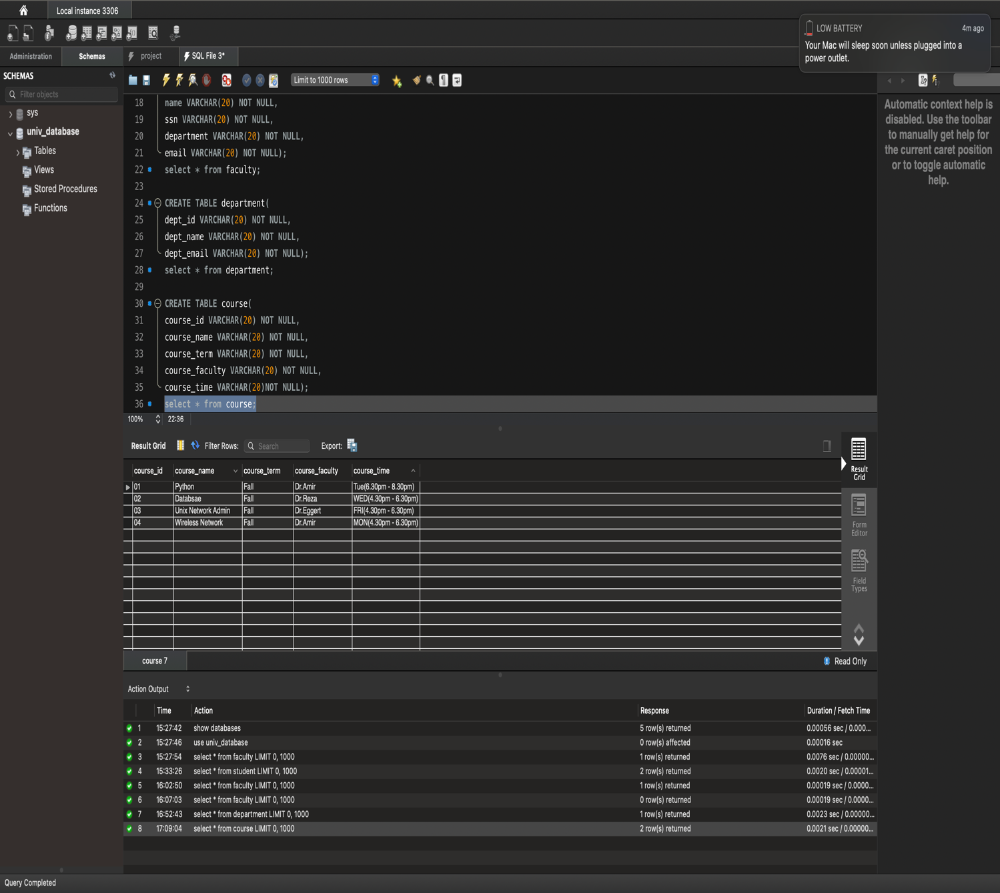 Local instance 3306
LOW BATTERY 4m ago
Your Mac will sleep soon unless plugged into a
power outlet.
Administration Schemas project SQL File 3*
SCHEMAS
Limit to 1000 rows
Filter objects
sys
univ_database
Tables
Views
Stored Procedures
Functions
18 name VARCHAR(20) NOT NULL,
19 ssn VARCHAR(20) NOT NULL,
20 department VARCHAR(20) NOT NULL,
21 email VARCHAR(20) NOT NULL);
22 select * from faculty;
23
24 CREATE TABLE department(
25 dept_id VARCHAR(20) NOT NULL,
26 dept_name VARCHAR(20) NOT NULL,
27 dept_email VARCHAR(20) NOT NULL);
28 select * from department;
29
30 CREATE TABLE course(
31 course_id VARCHAR(20) NOT NULL,
32 course_name VARCHAR(20) NOT NULL,
33 course_term VARCHAR(20) NOT NULL,
34 course_faculty VARCHAR(20) NOT NULL,
35 course_time VARCHAR(20)NOT NULL);
36 select * from course;
Automatic context help is
disabled. Use the toolbar
to manually get help for
the current caret position
or to toggle automatic
help.
100% 22:36
Result Grid Filter Rows: Search Export:
course_id course_name course_term course_faculty course_time
01 Python Fall Dr.Amir Tue(6.30pm - 8.30pm)
02 Databsae Fall Dr.Reza WED(4.30pm - 6.30pm)
03 Unix Network Admin Fall Dr.Eggert FRI(4.30pm - 6.30pm)
04 Wireless Network Fall Dr.Amir MON(4.30pm - 6.30pm)
Result
Grid
Form
Editor
Field
Types
course 7 Read Only
Action Output
Time Action Response Duration / Fetch Time
1 15:27:42 show databases 5 row(s) returned 0.00056 sec / 0.000...
2 15:27:46 use univ_database 0 row(s) affected 0.00016 sec
3 15:27:54 select * from faculty LIMIT 0, 1000 1 row(s) returned 0.0076 sec / 0.00000...
4 15:33:26 select * from student LIMIT 0, 1000 2 row(s) returned 0.0020 sec / 0.00001...
5 16:02:50 select * from faculty LIMIT 0, 1000 1 row(s) returned 0.00019 sec / 0.0000...
6 16:07:03 select * from faculty LIMIT 0, 1000 0 row(s) returned 0.00019 sec / 0.0000...
7 16:52:43 select * from department LIMIT 0, 1000 1 row(s) returned 0.0023 sec / 0.00000...
8 17:09:04 select * from course LIMIT 0, 1000 2 row(s) returned 0.0021 sec / 0.00000...
Query Completed